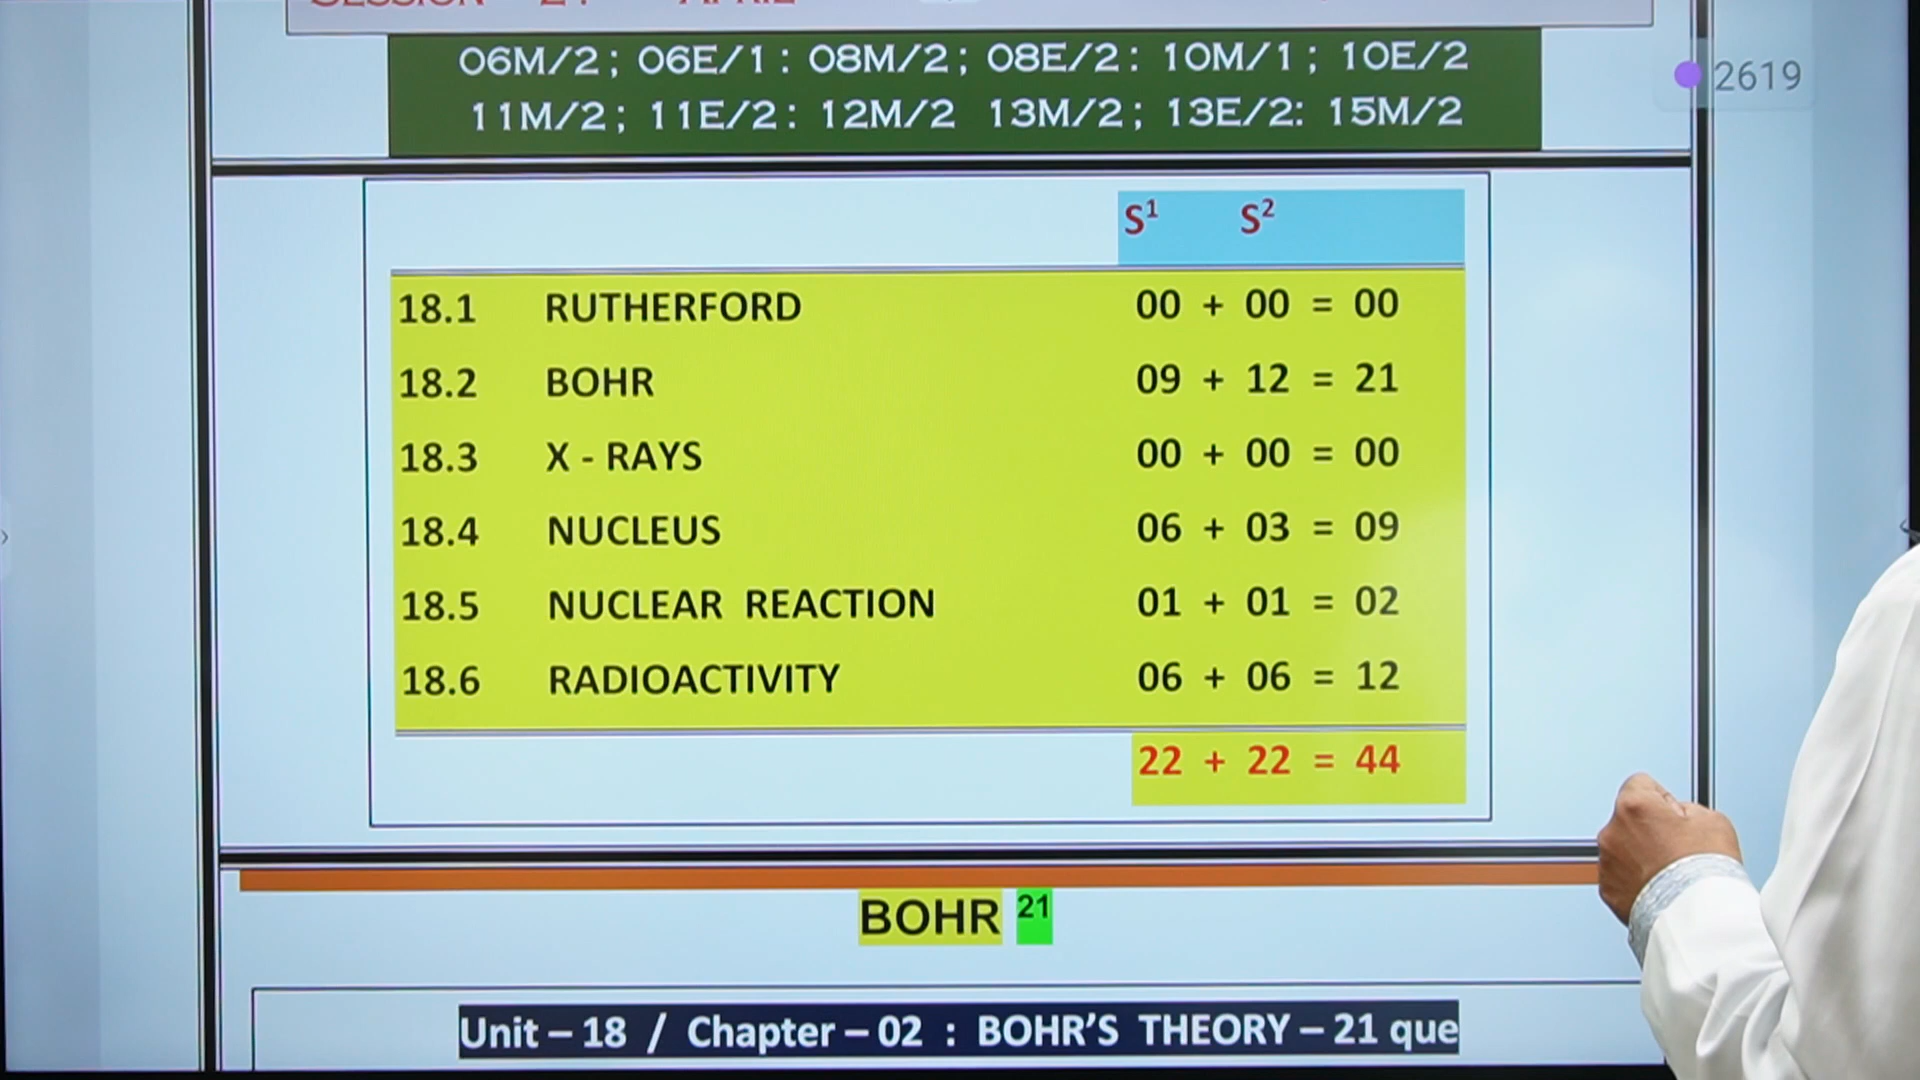 06M/2; 06E/1: 08M/2; 08E/2: 10M/1; 10E/2
11M/2; 11E/2: 12M/2 13M/2; 13E/2: 15M/2
2619
S¹ S²
18.1 RUTHERFORD 00 + 00 = 00
18.2 BOHR 09 + 12 = 21
18.3 X - RAYS 00 + 00 = 00
18.4 NUCLEUS 06 + 03 = 09
18.5 NUCLEAR REACTION 01 + 01 = 02
18.6 RADIOACTIVITY 06 + 06 = 12
22 + 22 = 44
BOHR 21
Unit – 18 / Chapter – 02 : BOHR'S THEORY – 21 que